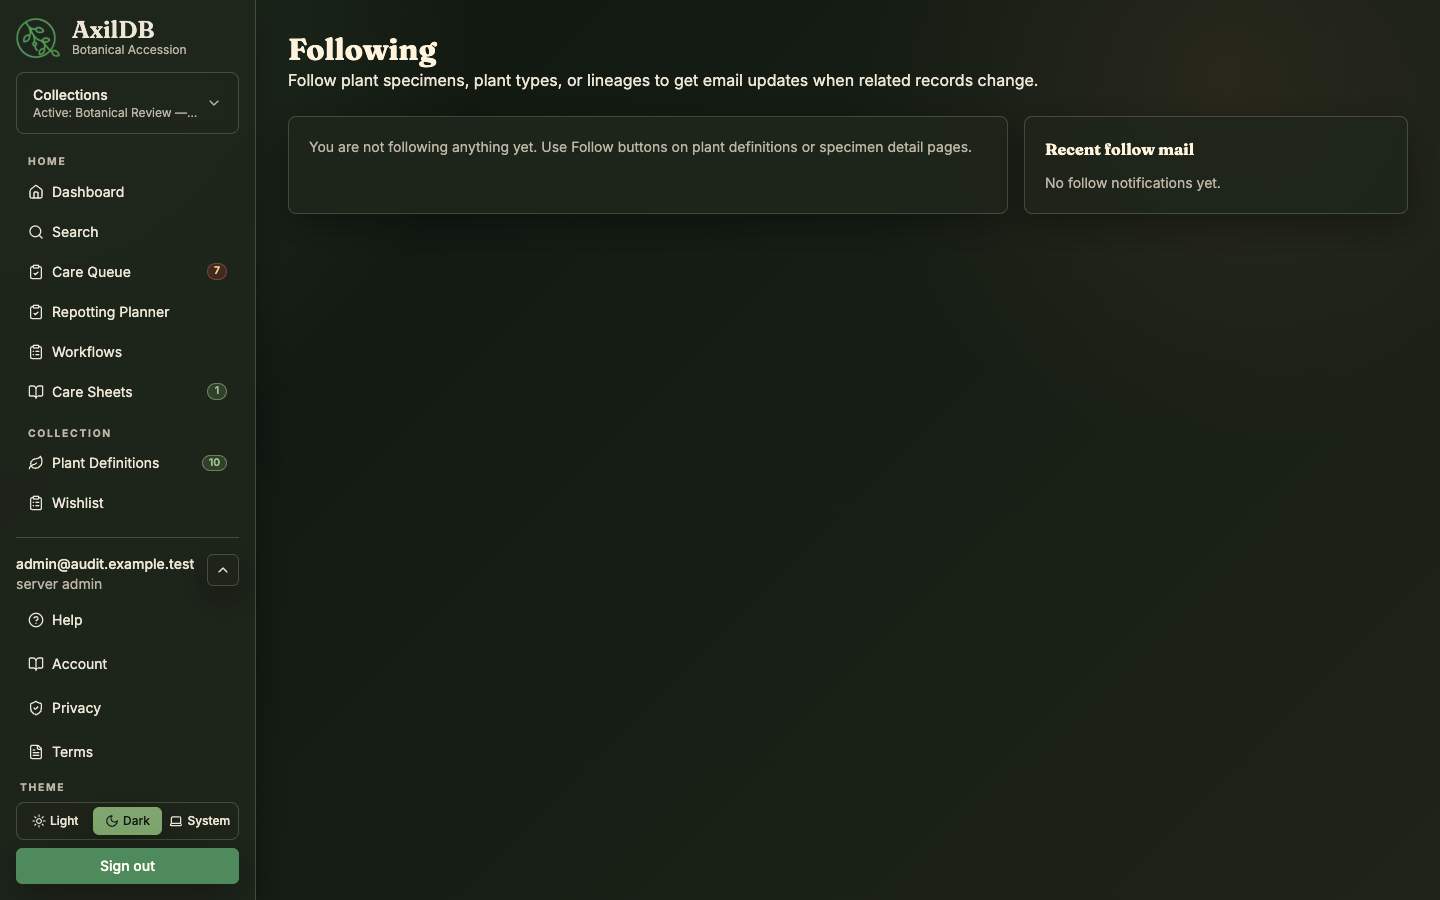 AxilDB
Botanical Accession
Collections
Active: Botanical Review —...
HOME
Dashboard
Search
Care Queue
7
Repotting Planner
Workflows
Care Sheets
1
COLLECTION
Plant Definitions
10
Wishlist
admin@audit.example.test
server admin
Help
Account
Privacy
Terms
THEME
Light
Dark
System
Sign out
Following
Follow plant specimens, plant types, or lineages to get email updates when related records change.
You are not following anything yet. Use Follow buttons on plant definitions or specimen detail pages.
Recent follow mail
No follow notifications yet.